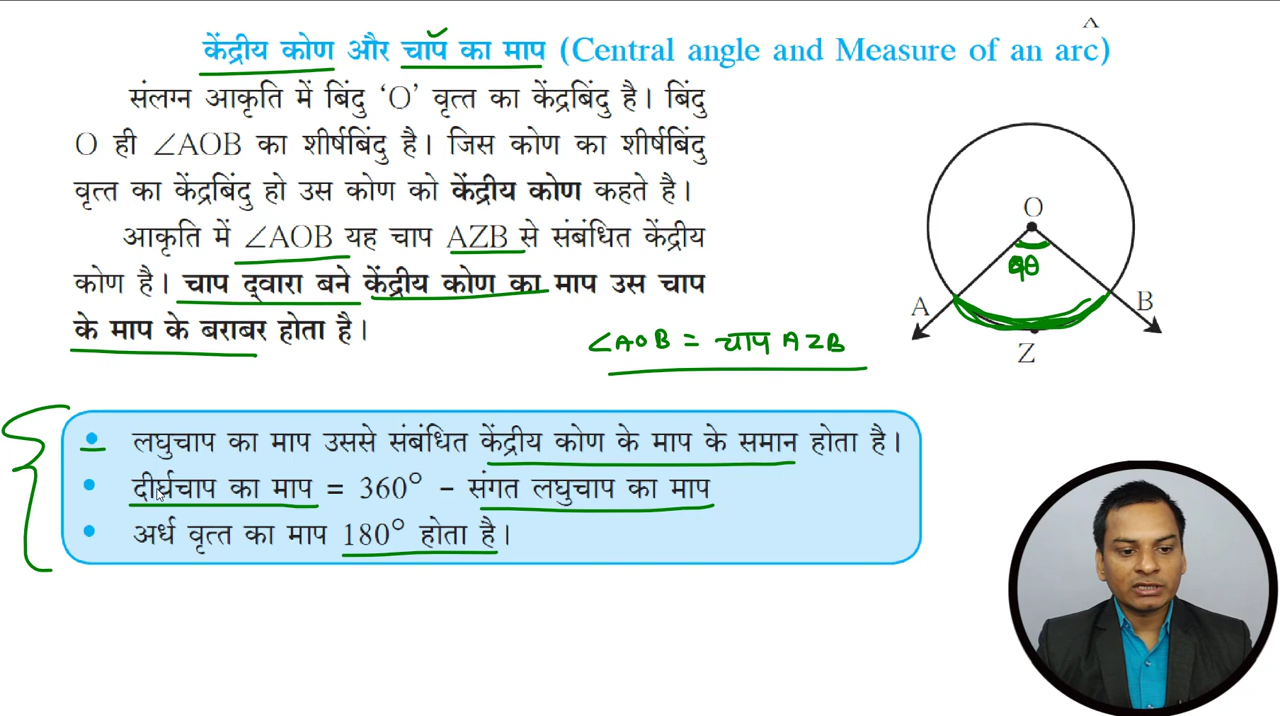 केंद्रीय कोण और चाप का माप (Central angle and Measure of an arc)
संलग्न आकृति में बिंदु ‘O’ वृत्त का केंद्रबिंदु है। बिंदु
O ही ∠AOB का शीर्षबिंदु है। जिस कोण का शीर्षबिंदु
वृत्त का केंद्रबिंदु हो उस कोण को केंद्रीय कोण कहते है।
आकृति में ∠AOB यह चाप AZB से संबंधित केंद्रीय
कोण है। चाप द्‌वारा बने केंद्रीय कोण का माप उस चाप
के माप के बराबर होता है।
∠AOB = चाप AZB
O
θ
A
B
Z
• लघुचाप का माप उससे संबंधित केंद्रीय कोण के माप के समान होता है।
• दीर्घचाप का माप = 360° - संगत लघुचाप का माप
• अर्ध वृत्त का माप 180° होता है।